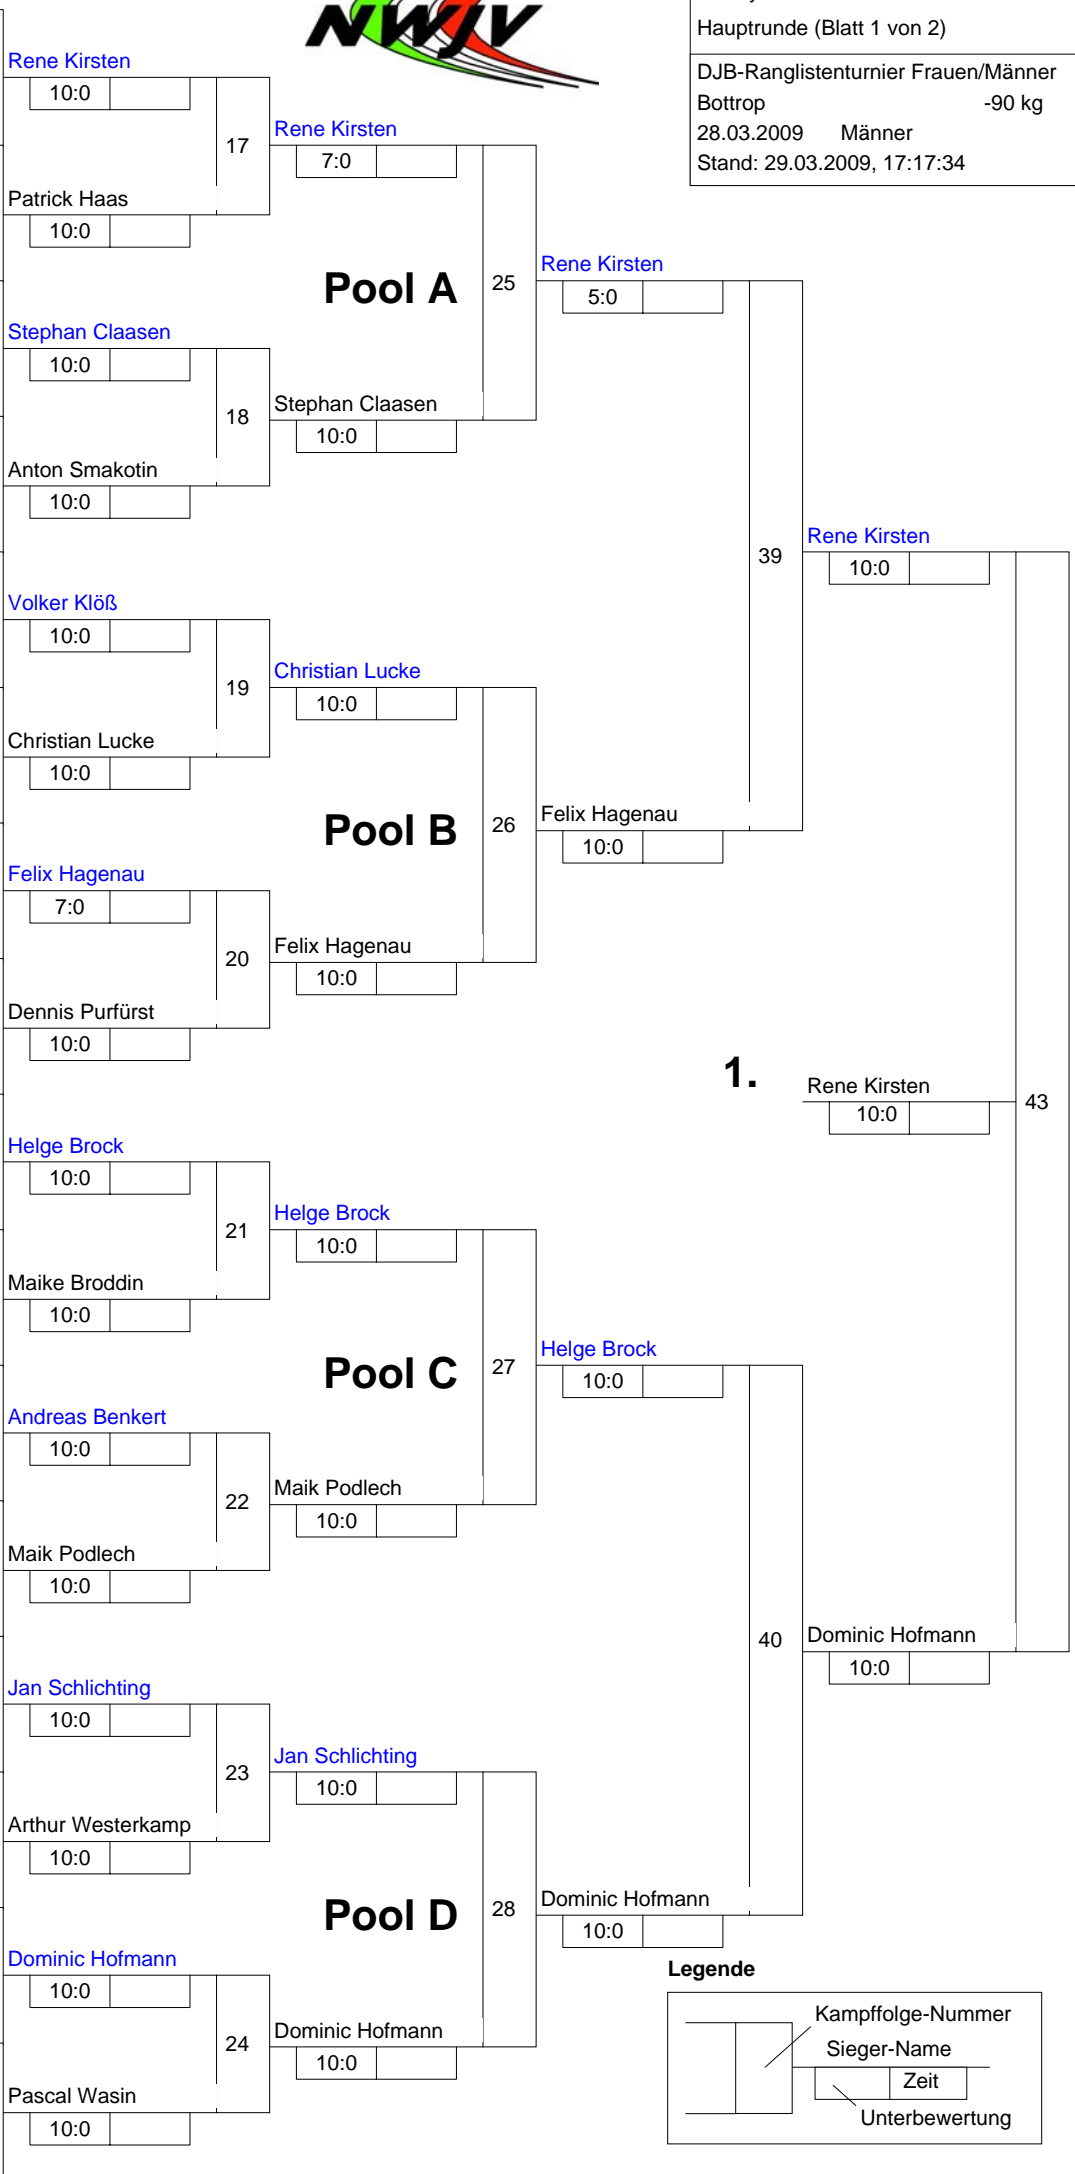 NWJV
Hauptrunde (Blatt 1 von 2)
DJB-Ranglistenturnier Frauen/Männer
Bottrop -90 kg
28.03.2009 Männer
Stand: 29.03.2009, 17:17:34
Rene Kirsten
10:0
17
Rene Kirsten
7:0
Patrick Haas
10:0
Pool A
25
Rene Kirsten
5:0
Stephan Claasen
10:0
18
Stephan Claasen
10:0
Anton Smakotin
10:0
39
Rene Kirsten
10:0
Volker Klöß
10:0
19
Christian Lucke
10:0
Christian Lucke
10:0
Pool B
26
Felix Hagenau
10:0
Felix Hagenau
7:0
20
Felix Hagenau
10:0
Dennis Purfürst
10:0
1.
Rene Kirsten
10:0
43
Helge Brock
10:0
21
Helge Brock
10:0
Maike Broddin
10:0
Pool C
27
Helge Brock
10:0
Andreas Benkert
10:0
22
Maik Podlech
10:0
Maik Podlech
10:0
40
Dominic Hofmann
10:0
Jan Schlichting
10:0
23
Jan Schlichting
10:0
Arthur Westerkamp
10:0
Pool D
28
Dominic Hofmann
10:0
Dominic Hofmann
10:0
24
Dominic Hofmann
10:0
Pascal Wasin
10:0
Legende
Kampffolge-Nummer
Sieger-Name
Zeit
Unterbewertung